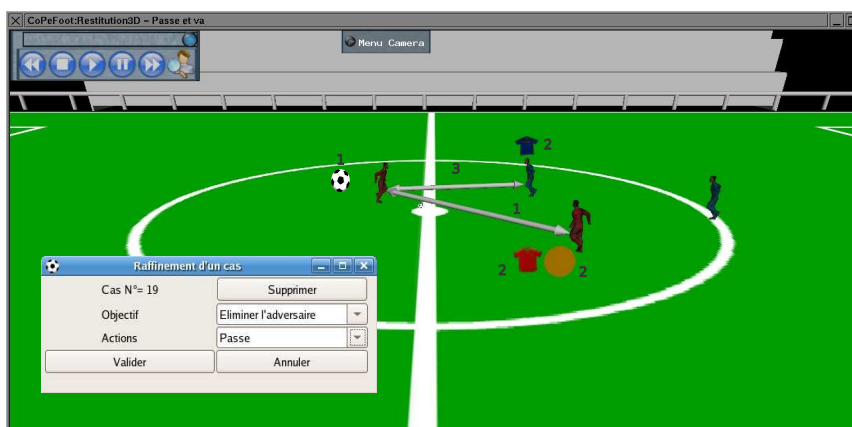 CoPeFoot:Restitution3D - Passe et va
Menu Camera
1
2
3
1
2
2
Raffinement d'un cas
Cas N°= 19
Supprimer
Objectif
Eliminer l'adversaire
Actions
Passe
Valider
Annuler